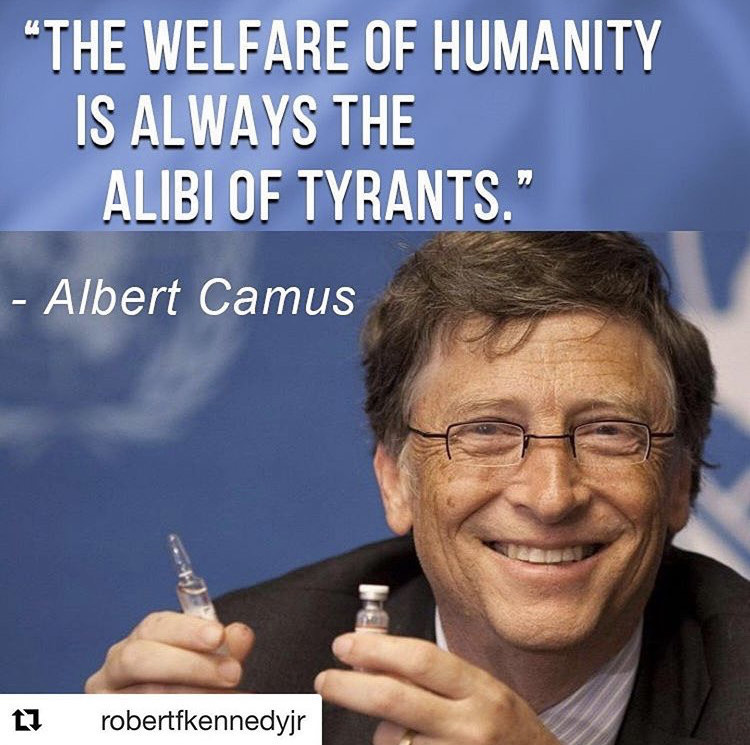 “THE WELFARE OF HUMANITY
IS ALWAYS THE
ALIBI OF TYRANTS.”
- Albert Camus
robertfkennedyjr